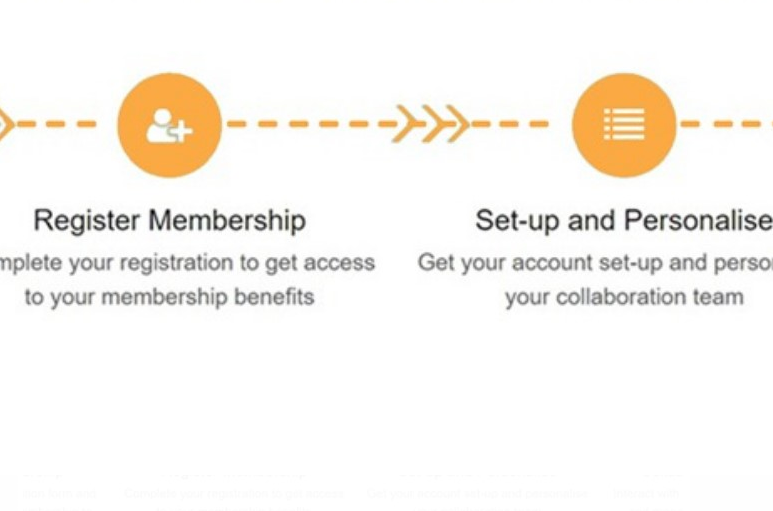 Register Membership
mplete your registration to get access
to your membership benefits
Set-up and Personalise
Get your account set-up and perso
your collaboration team